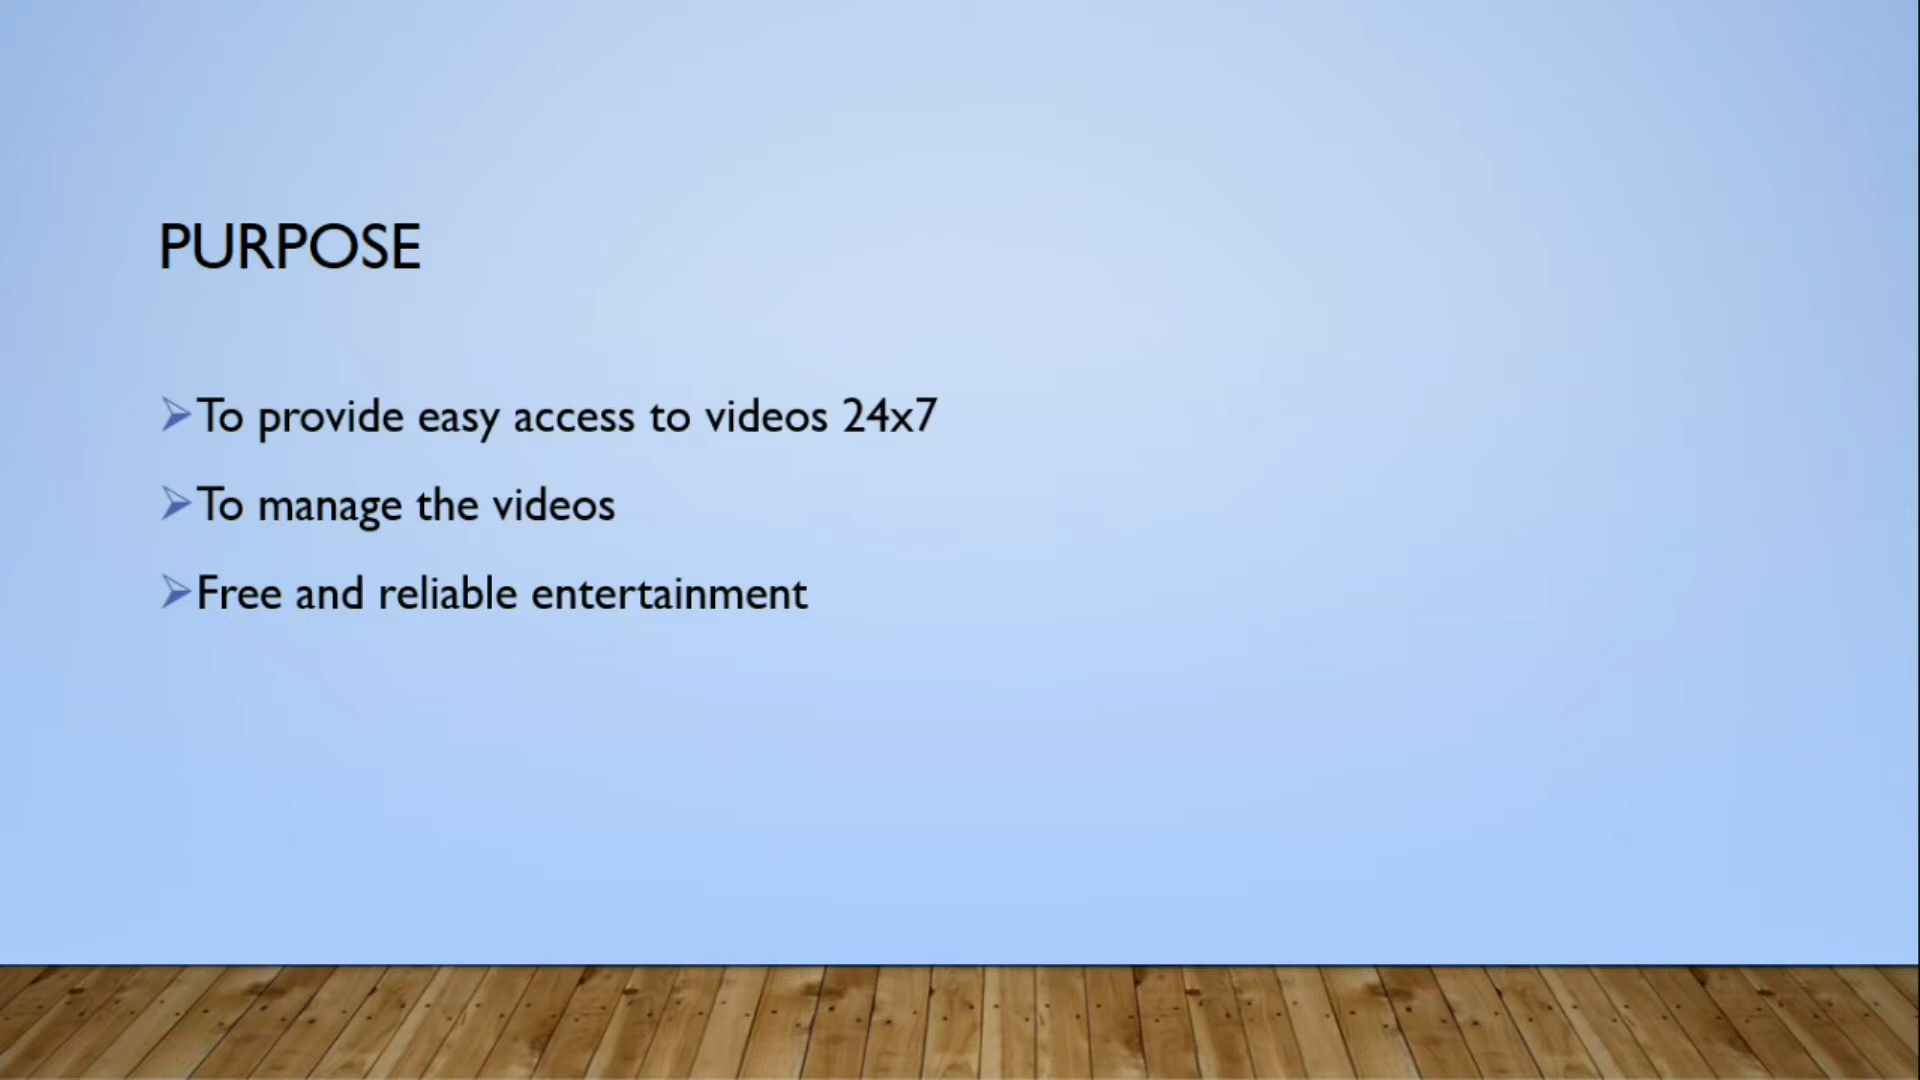 PURPOSE
To provide easy access to videos 24x7
To manage the videos
Free and reliable entertainment